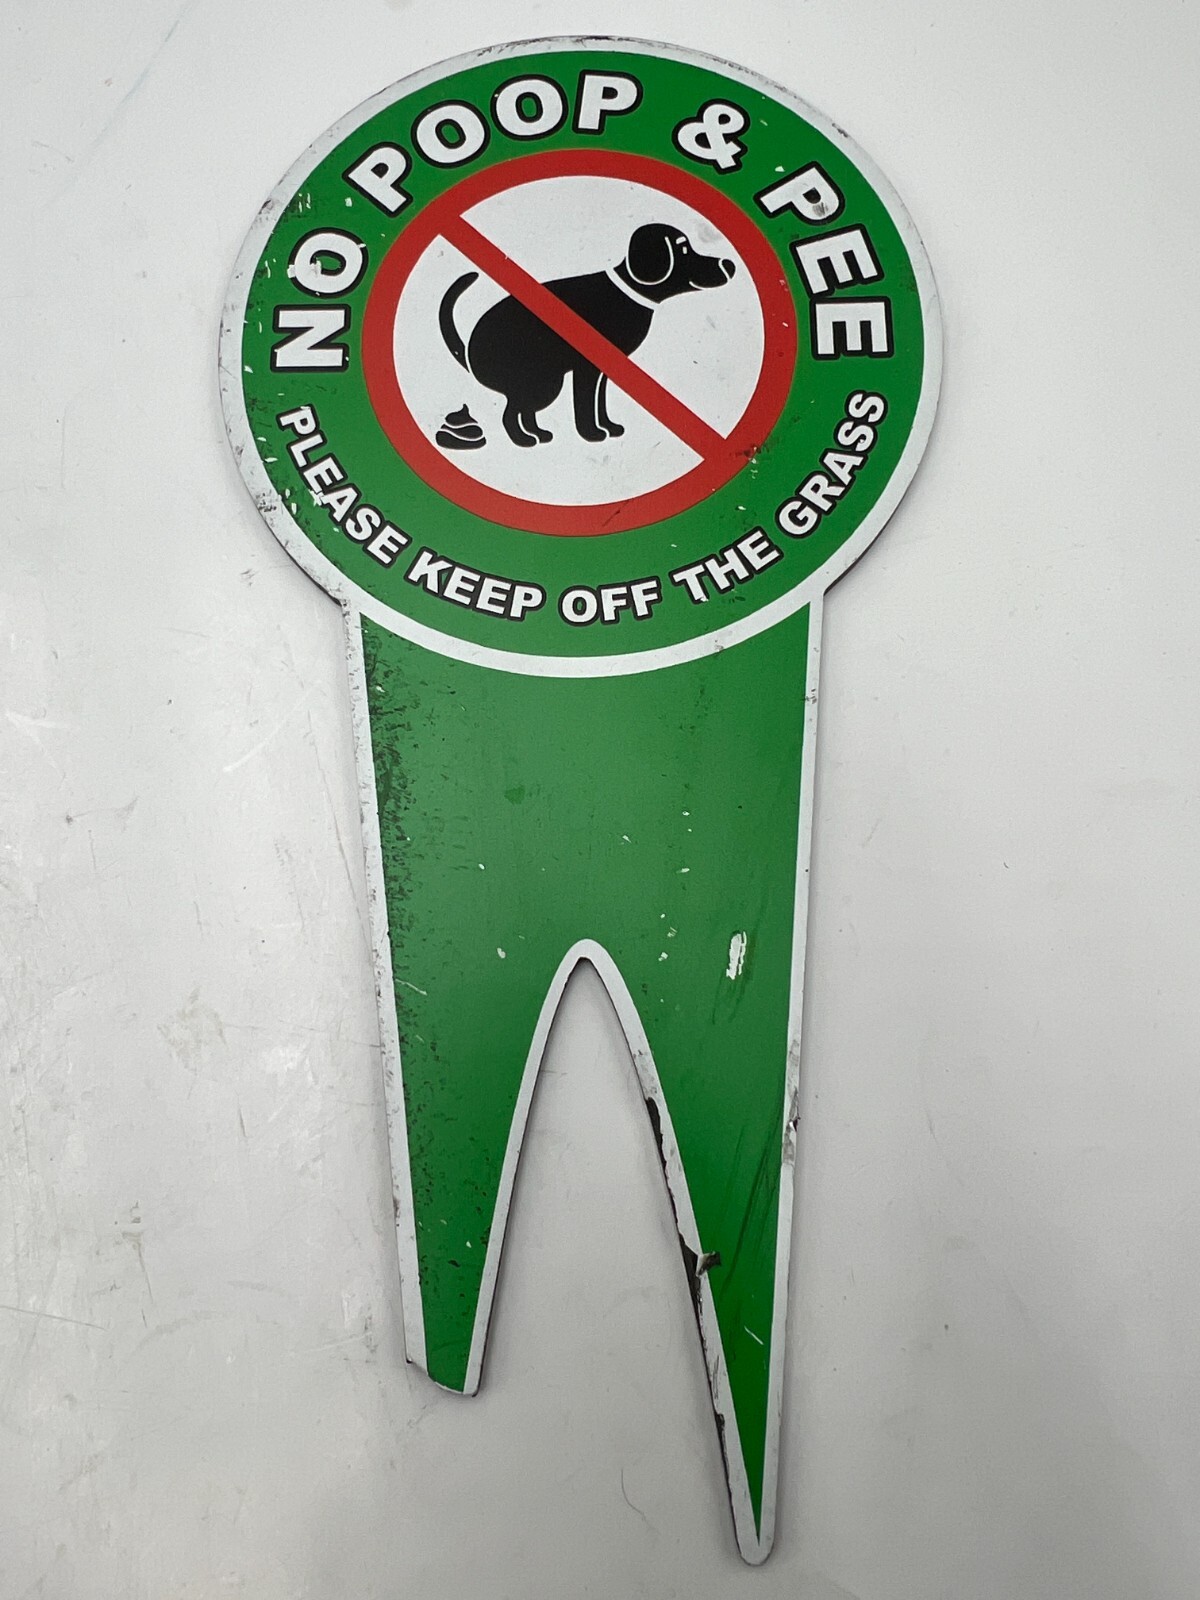 NO POOP & PEE
PLEASE KEEP OFF THE GRASS